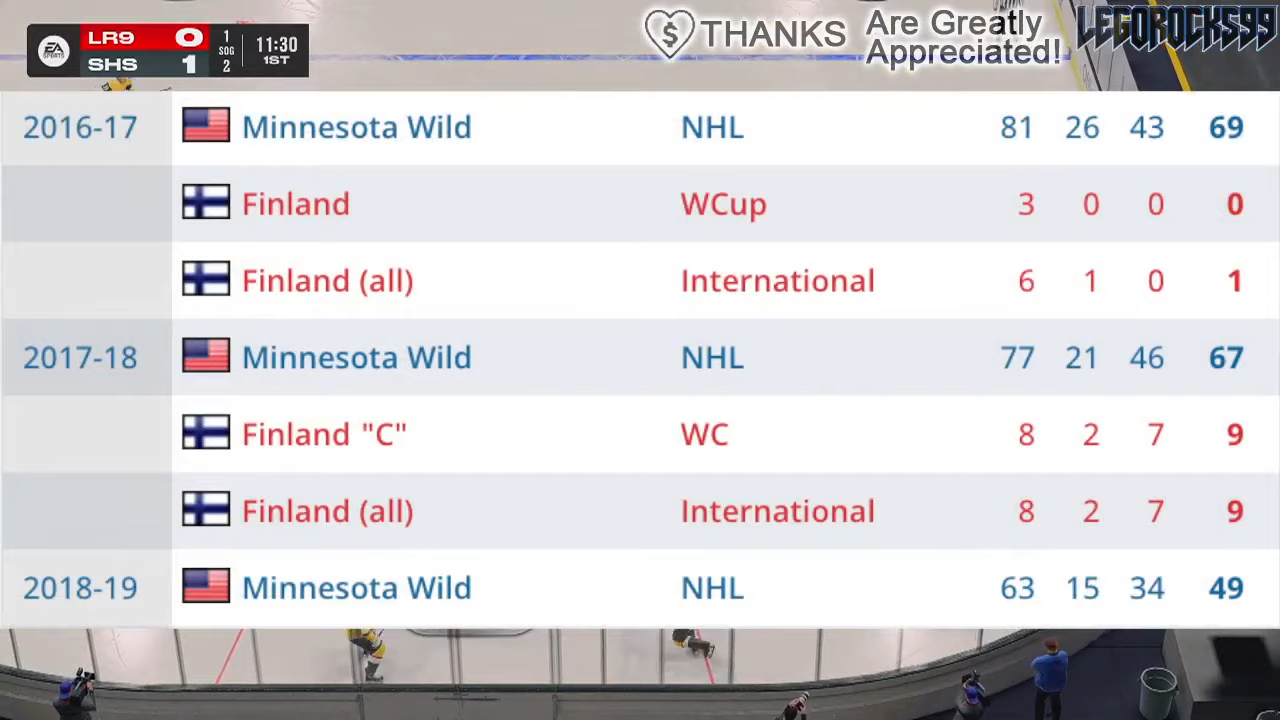 LR9 0
SHS 1
1
SOG
2
11:30
1ST
EA
SPORTS
THANKS
Are Greatly
Appreciated!
LEGOROCKS99
2016-17 Minnesota Wild NHL 81 26 43 69
Finland WCup 3 0 0 0
Finland (all) International 6 1 0 1
2017-18 Minnesota Wild NHL 77 21 46 67
Finland "C" WC 8 2 7 9
Finland (all) International 8 2 7 9
2018-19 Minnesota Wild NHL 63 15 34 49